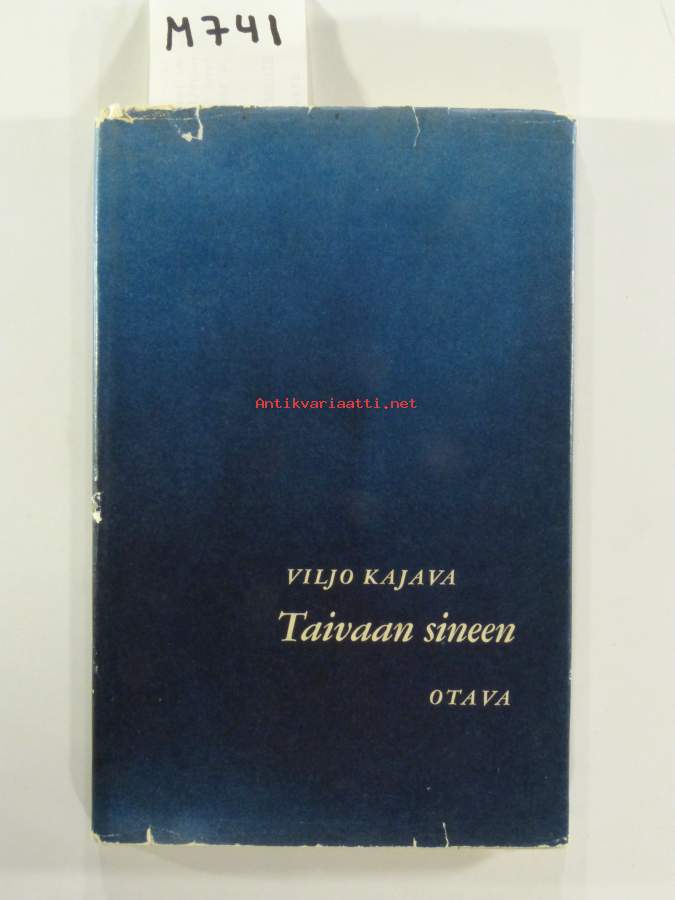 M741
Antikvariaatti.net
VILJO KAJAVA
Taivaan sineen
OTAVA